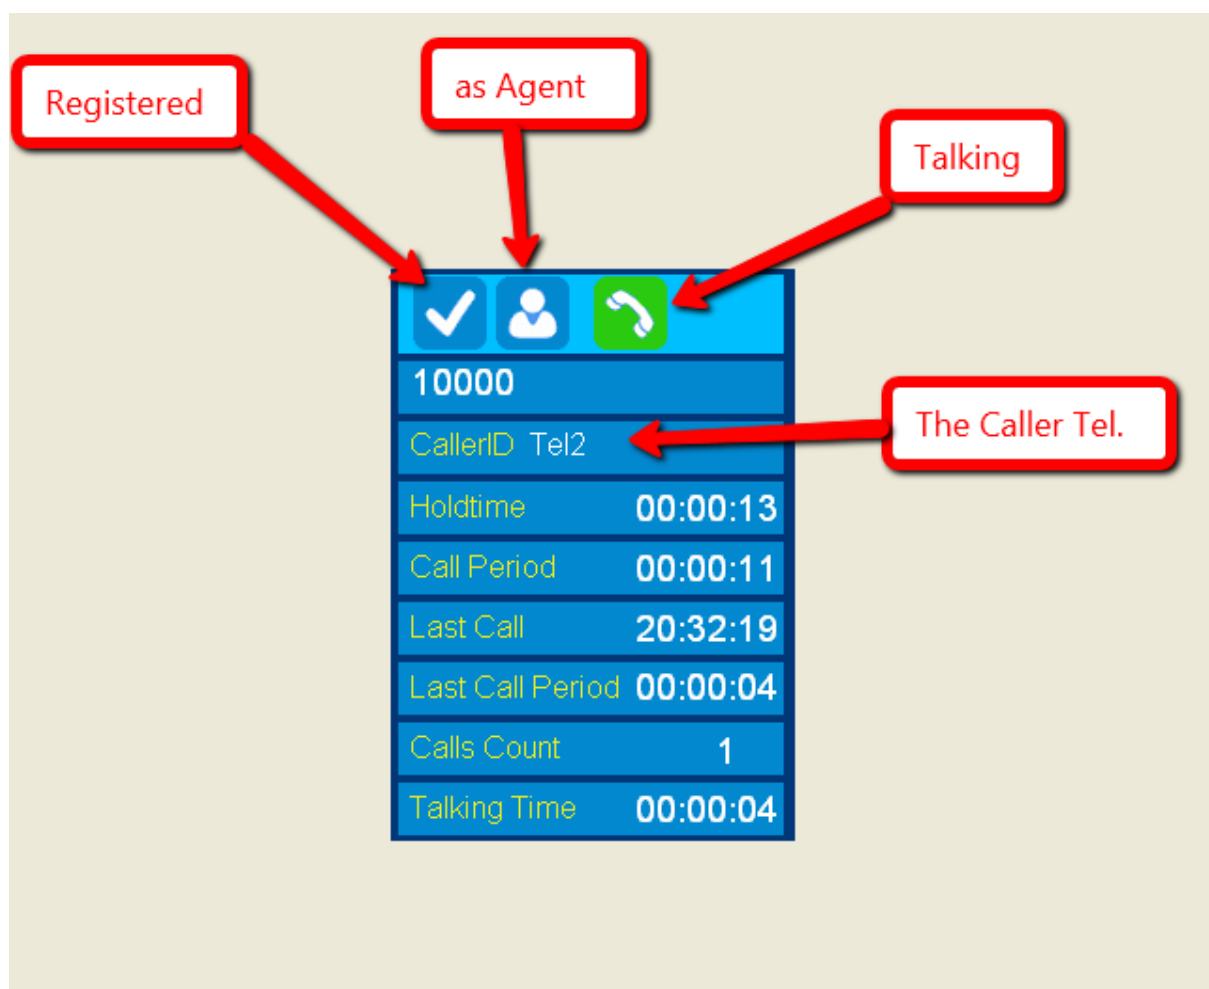 Registered
as Agent
Talking
10000
CallerID Tel2
The Caller Tel.
Holdtime 00:00:13
Call Period 00:00:11
Last Call 20:32:19
Last Call Period 00:00:04
Calls Count 1
Talking Time 00:00:04